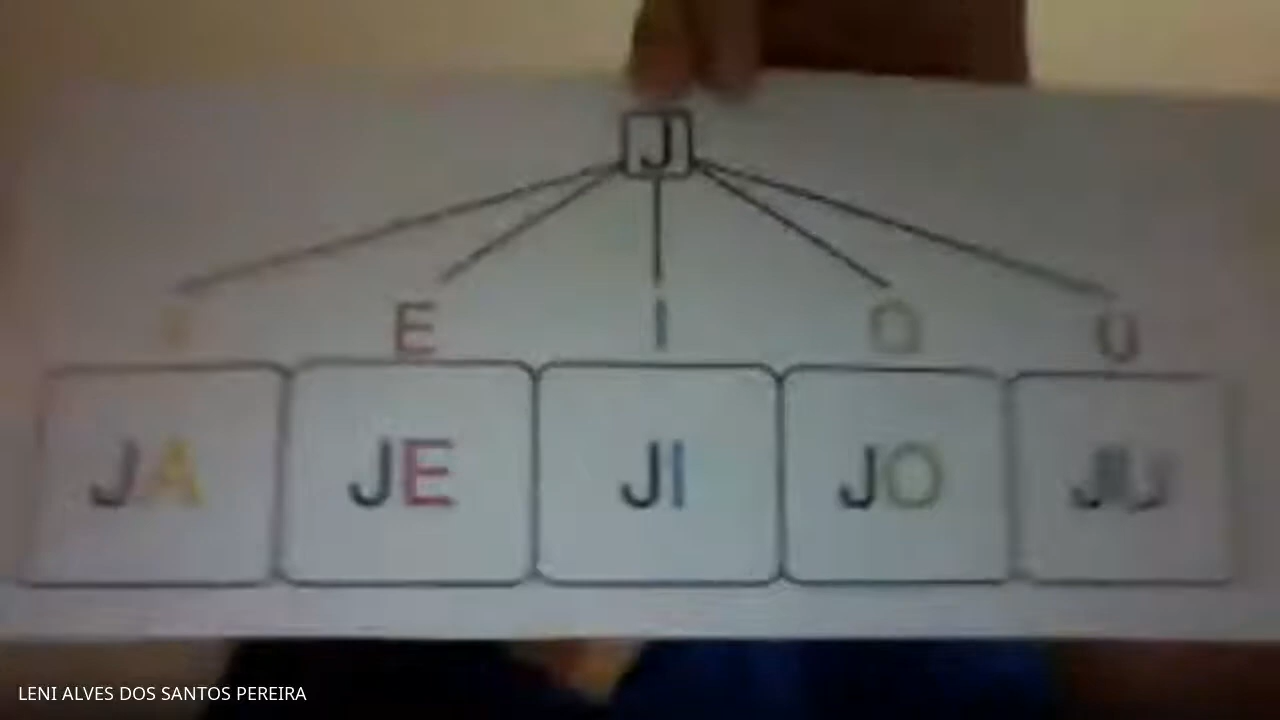 J
E I O U
JA JE JI JO JU
LENI ALVES DOS SANTOS PEREIRA